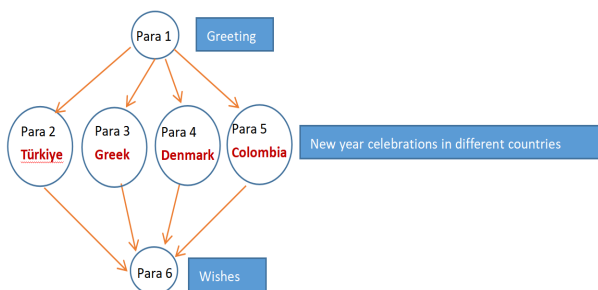 Para 1
Greeting
Para 2
Türkiye
Para 3
Greek
Para 4
Denmark
Para 5
Colombia
New year celebrations in different countries
Para 6
Wishes